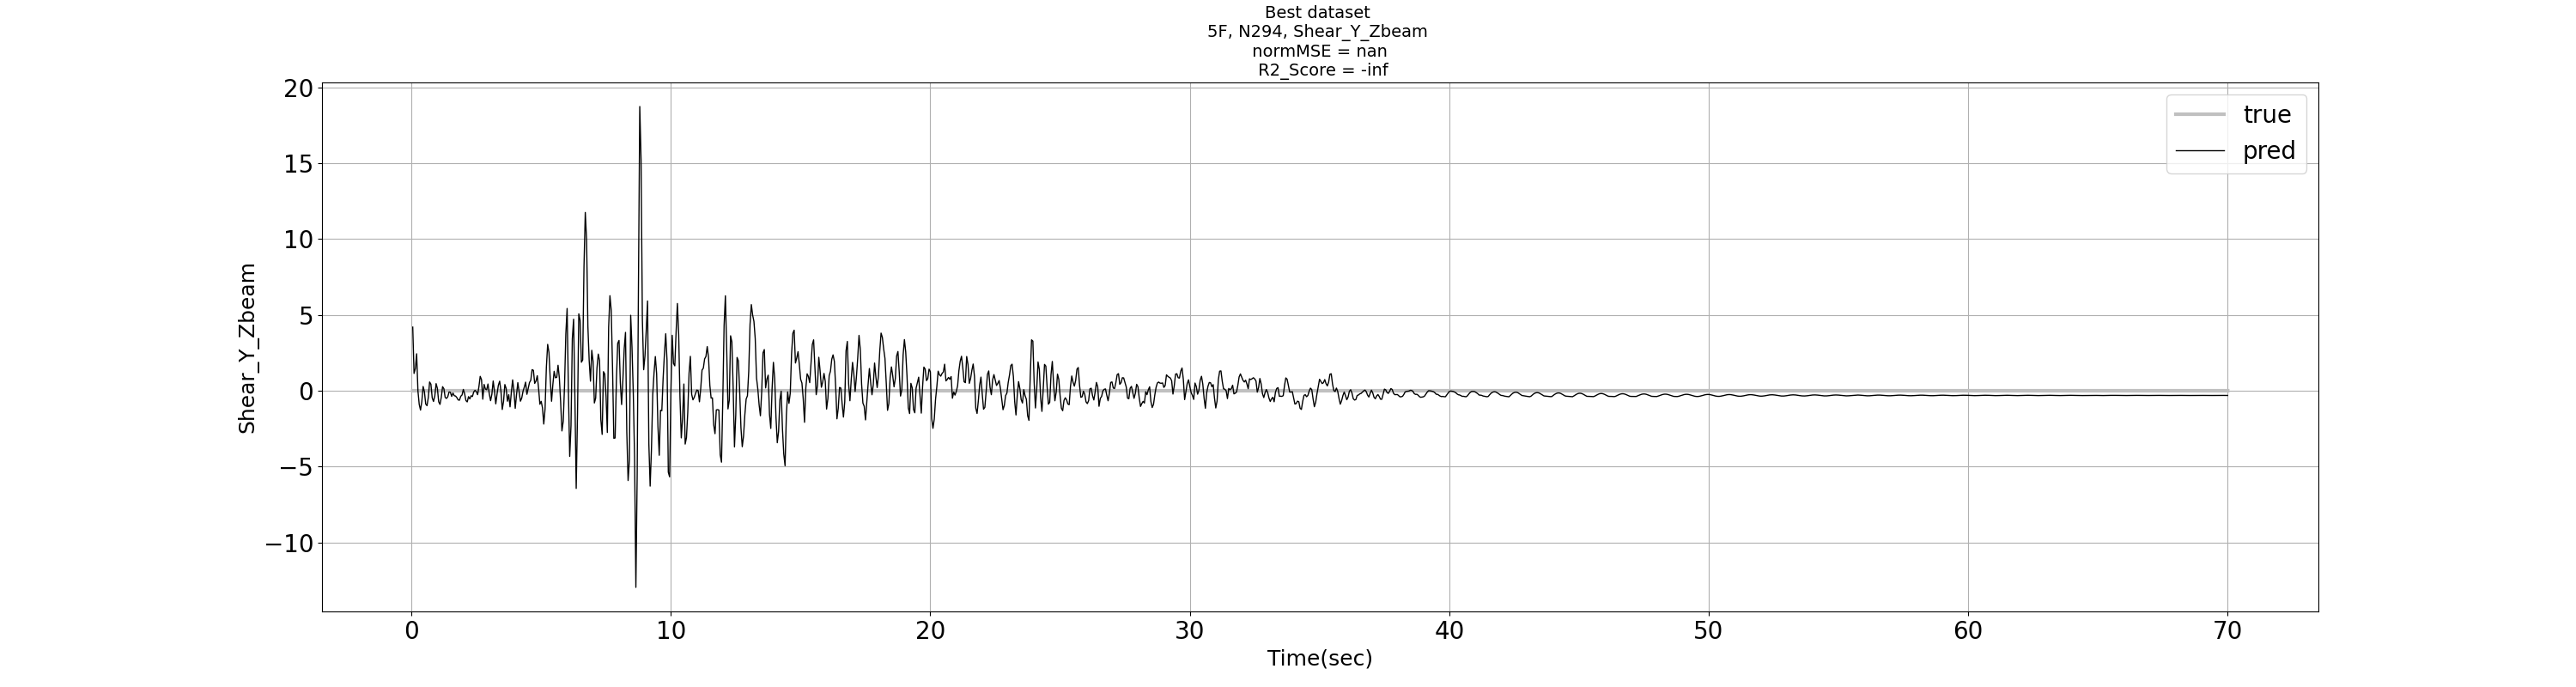 Best dataset
5F, N294, Shear_Y_Zbeam
normMSE = nan
R2_Score = -inf
20
15
10
5
0
−5
−10
Shear_Y_Zbeam
true
pred
0 10 20 30 40 50 60 70
Time(sec)